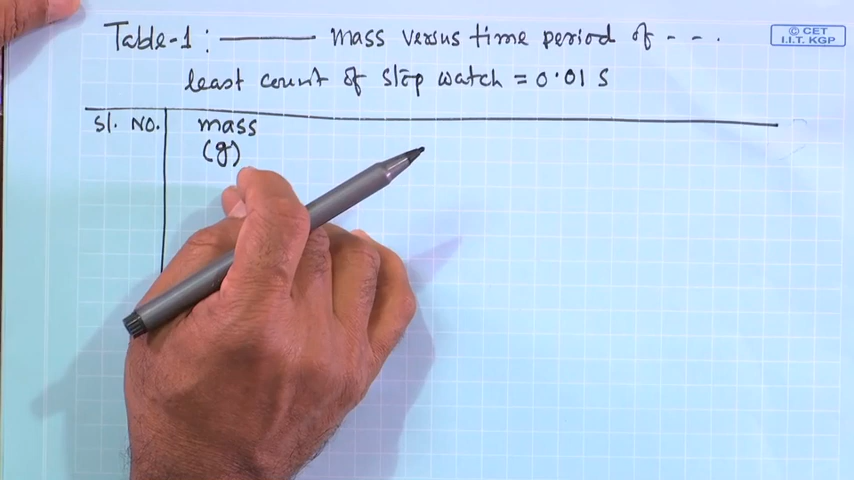 Table-1: ——— mass versus time period of - - .
© CET
I.I.T. KGP
least count of stop watch = 0.01 s
Sl. No. mass
(g)